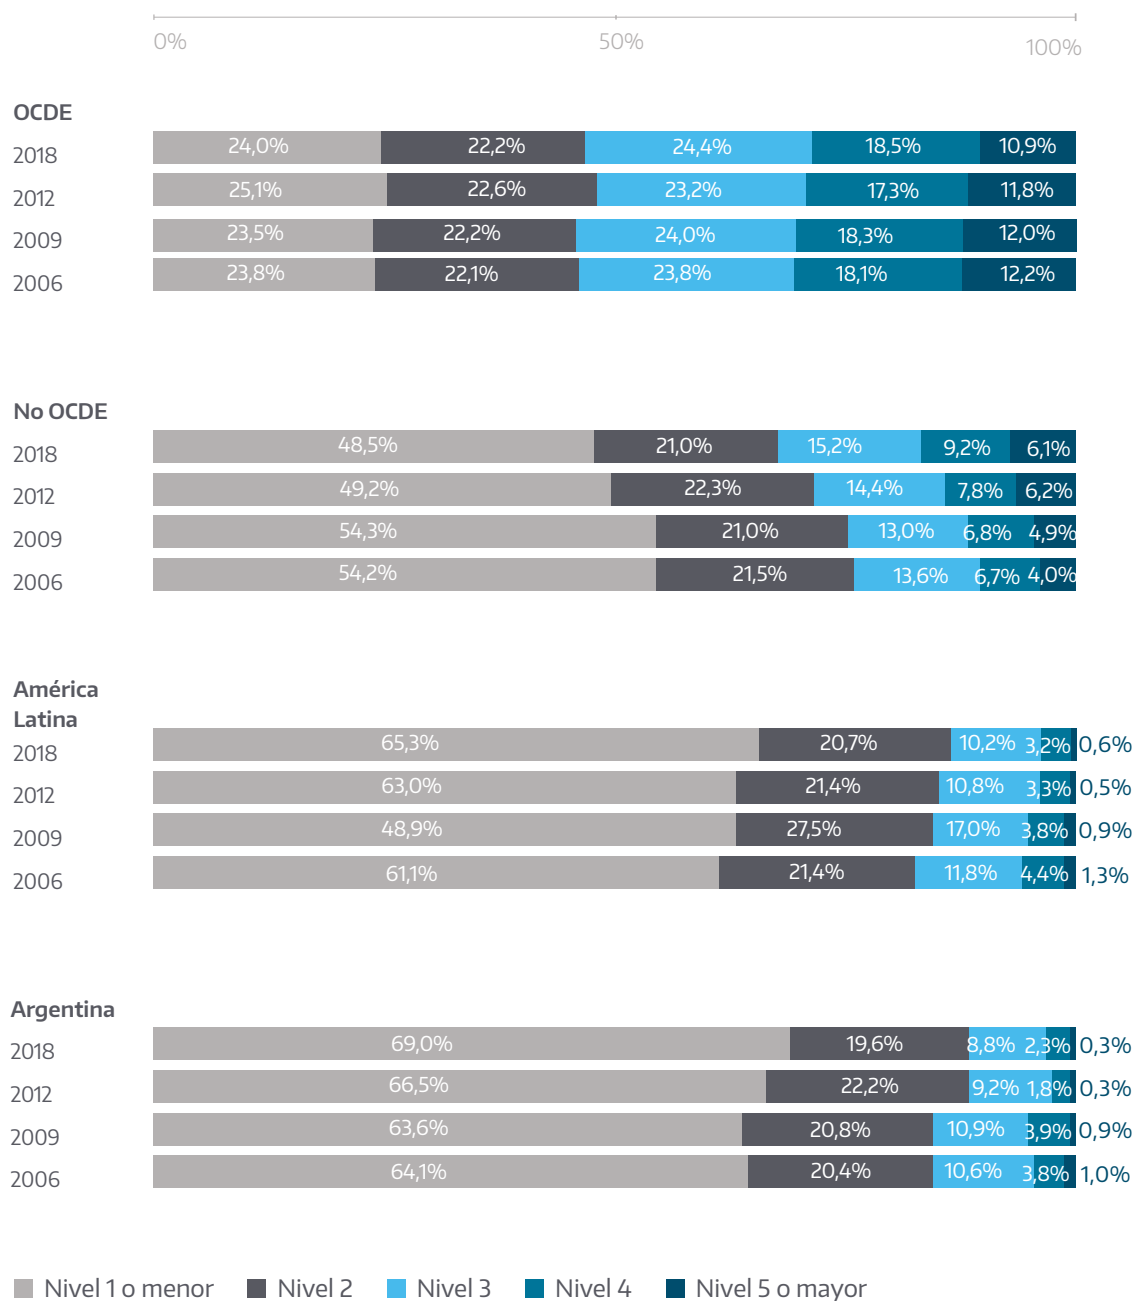 0% 50% 100%
OCDE
2018 24,0% 22,2% 24,4% 18,5% 10,9%
2012 25,1% 22,6% 23,2% 17,3% 11,8%
2009 23,5% 22,2% 24,0% 18,3% 12,0%
2006 23,8% 22,1% 23,8% 18,1% 12,2%
No OCDE
2018 48,5% 21,0% 15,2% 9,2% 6,1%
2012 49,2% 22,3% 14,4% 7,8% 6,2%
2009 54,3% 21,0% 13,0% 6,8% 4,9%
2006 54,2% 21,5% 13,6% 6,7% 4,0%
América
Latina
2018 65,3% 20,7% 10,2% 3,2% 0,6%
2012 63,0% 21,4% 10,8% 3,3% 0,5%
2009 48,9% 27,5% 17,0% 3,8% 0,9%
2006 61,1% 21,4% 11,8% 4,4% 1,3%
Argentina
2018 69,0% 19,6% 8,8% 2,3% 0,3%
2012 66,5% 22,2% 9,2% 1,8% 0,3%
2009 63,6% 20,8% 10,9% 3,9% 0,9%
2006 64,1% 20,4% 10,6% 3,8% 1,0%
Nivel 1 o menor Nivel 2 Nivel 3 Nivel 4 Nivel 5 o mayor